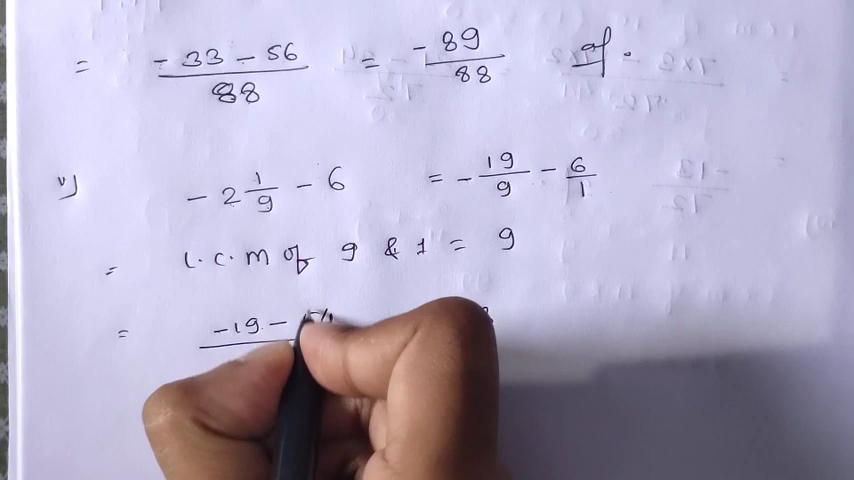 = -33 - 56 / 88 = - 89 / 88
v) - 2 1/9 - 6 = - 19/9 - 6/1
= L.C.M of 9 & 1 = 9
= -19 -